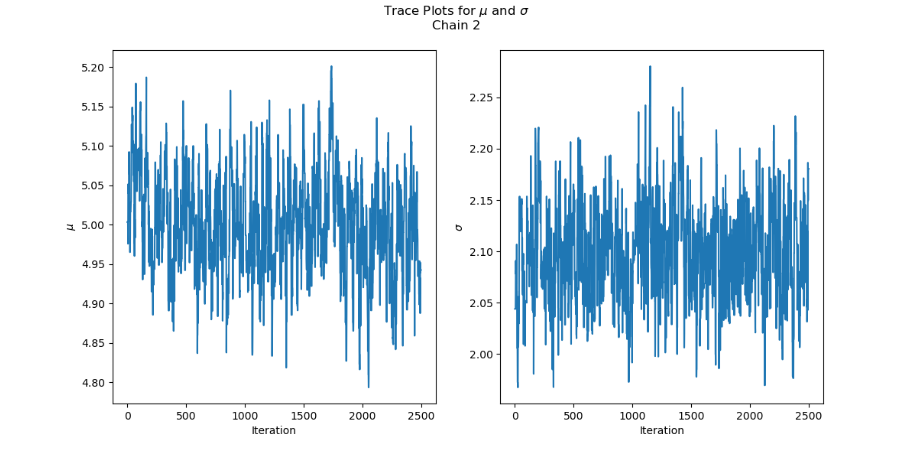 Trace Plots for μ and σ
Chain 2
5.20
5.15
5.10
5.05
5.00
4.95
4.90
4.85
4.80
μ
0 500 1000 1500 2000 2500
Iteration
2.25
2.20
2.15
2.10
2.05
2.00
σ
0 500 1000 1500 2000 2500
Iteration